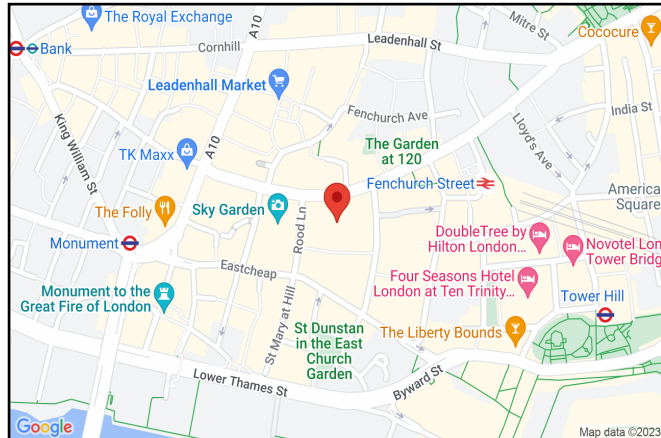 The Royal Exchange
A10
Mitre St
Cococure
Bank
Cornhill
Leadenhall St
Leadenhall Market
Fenchurch Ave
India St
King William St
A10
The Garden
at 120
Lloyd's Ave
TK Maxx
Fenchurch Street
American
Square
The Folly
Sky Garden
Rood Ln
DoubleTree by
Hilton London...
Novotel Lon
Tower Bridg
Monument
Eastcheap
Four Seasons Hotel
London at Ten Trinity...
Monument to the
Great Fire of London
St Mary at Hill
Tower Hill
St Dunstan
in the East
Church
Garden
The Liberty Bounds
Lower Thames St
Byward St
Google
Map data ©2023